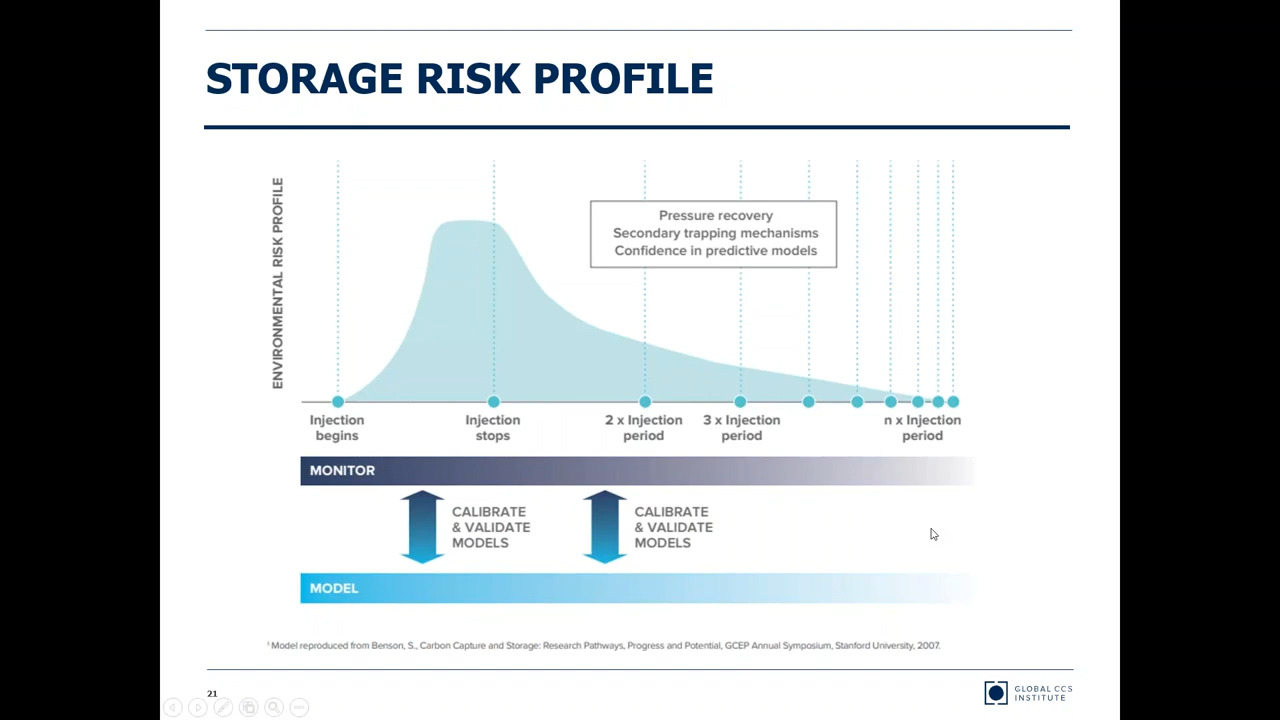 STORAGE RISK PROFILE
ENVIRONMENTAL RISK PROFILE
Pressure recovery
Secondary trapping mechanisms
Confidence in predictive models
Injection
begins
Injection
stops
2 x Injection
period
3 x Injection
period
n x Injection
period
MONITOR
CALIBRATE
& VALIDATE
MODELS
CALIBRATE
& VALIDATE
MODELS
MODEL
¹ Model reproduced from Benson, S., Carbon Capture and Storage: Research Pathways, Progress and Potential, GCEP Annual Symposium, Stanford University, 2007.
21
GLOBAL CCS
INSTITUTE